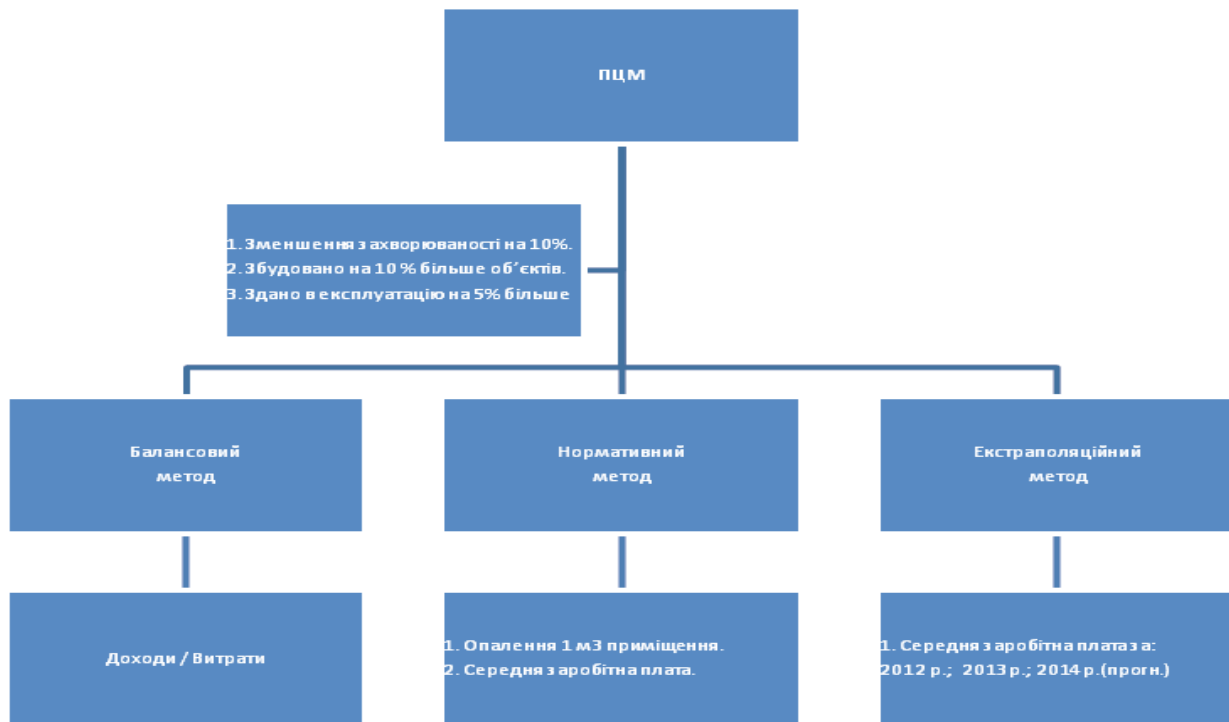 ПЦМ
1. Зменшення захворюваності на 10%.
2. Збудовано на 10 % більше об’єктів.
3. Здано в експлуатацію на 5% більше
Балансовий
метод
Нормативний
метод
Екстраполяційний
метод
Доходи / Витрати
1. Опалення 1 м3 приміщення.
2. Середня заробітна плата.
1. Середня заробітна плата за:
2012 р.; 2013 р.; 2014 р.(прогн.)